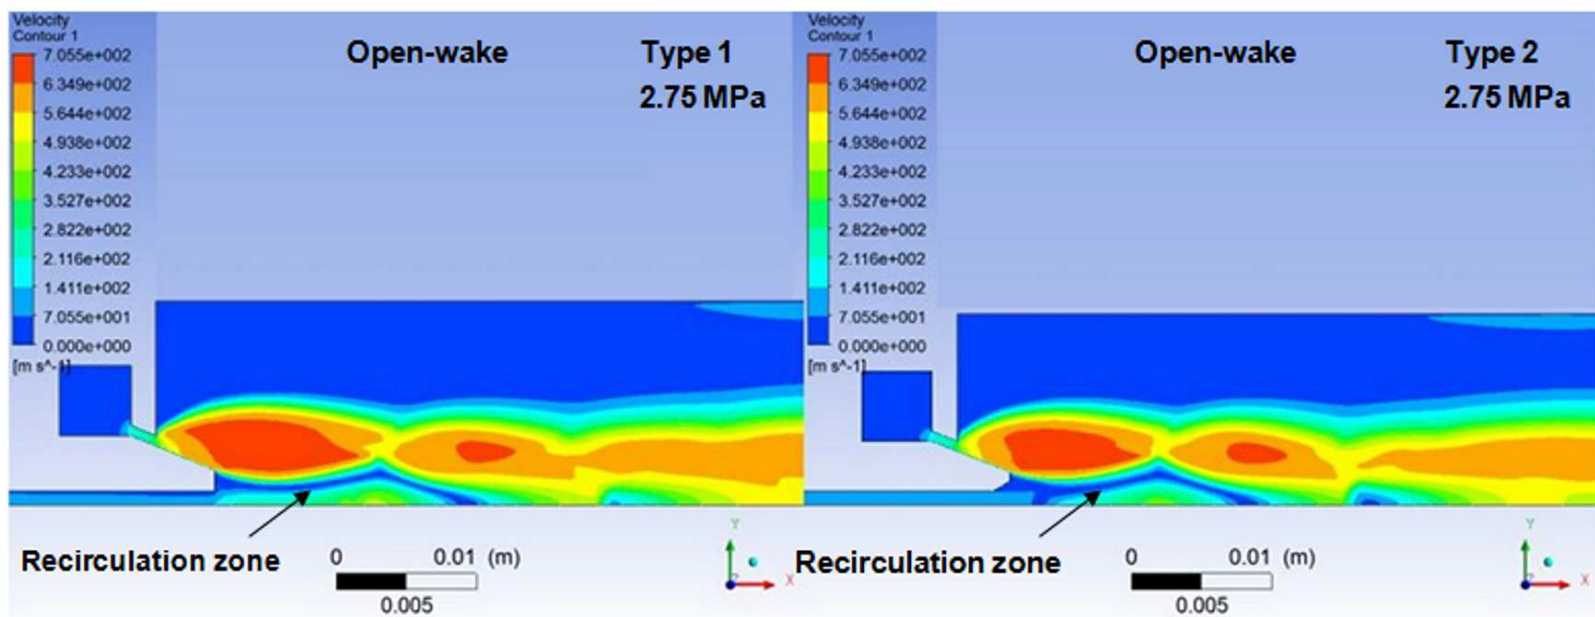 Velocity
Contour 1
7.055e+002
6.349e+002
5.644e+002
4.938e+002
4.233e+002
3.527e+002
2.822e+002
2.116e+002
1.411e+002
7.055e+001
0.000e+000
[m s^-1]
Open-wake
Type 1
2.75 MPa
Recirculation zone
0 0.01 (m)
0.005
Y
X
Z
Velocity
Contour 1
7.055e+002
6.349e+002
5.644e+002
4.938e+002
4.233e+002
3.527e+002
2.822e+002
2.116e+002
1.411e+002
7.055e+001
0.000e+000
[m s^-1]
Open-wake
Type 2
2.75 MPa
Recirculation zone
0 0.01 (m)
0.005
Y
X
Z